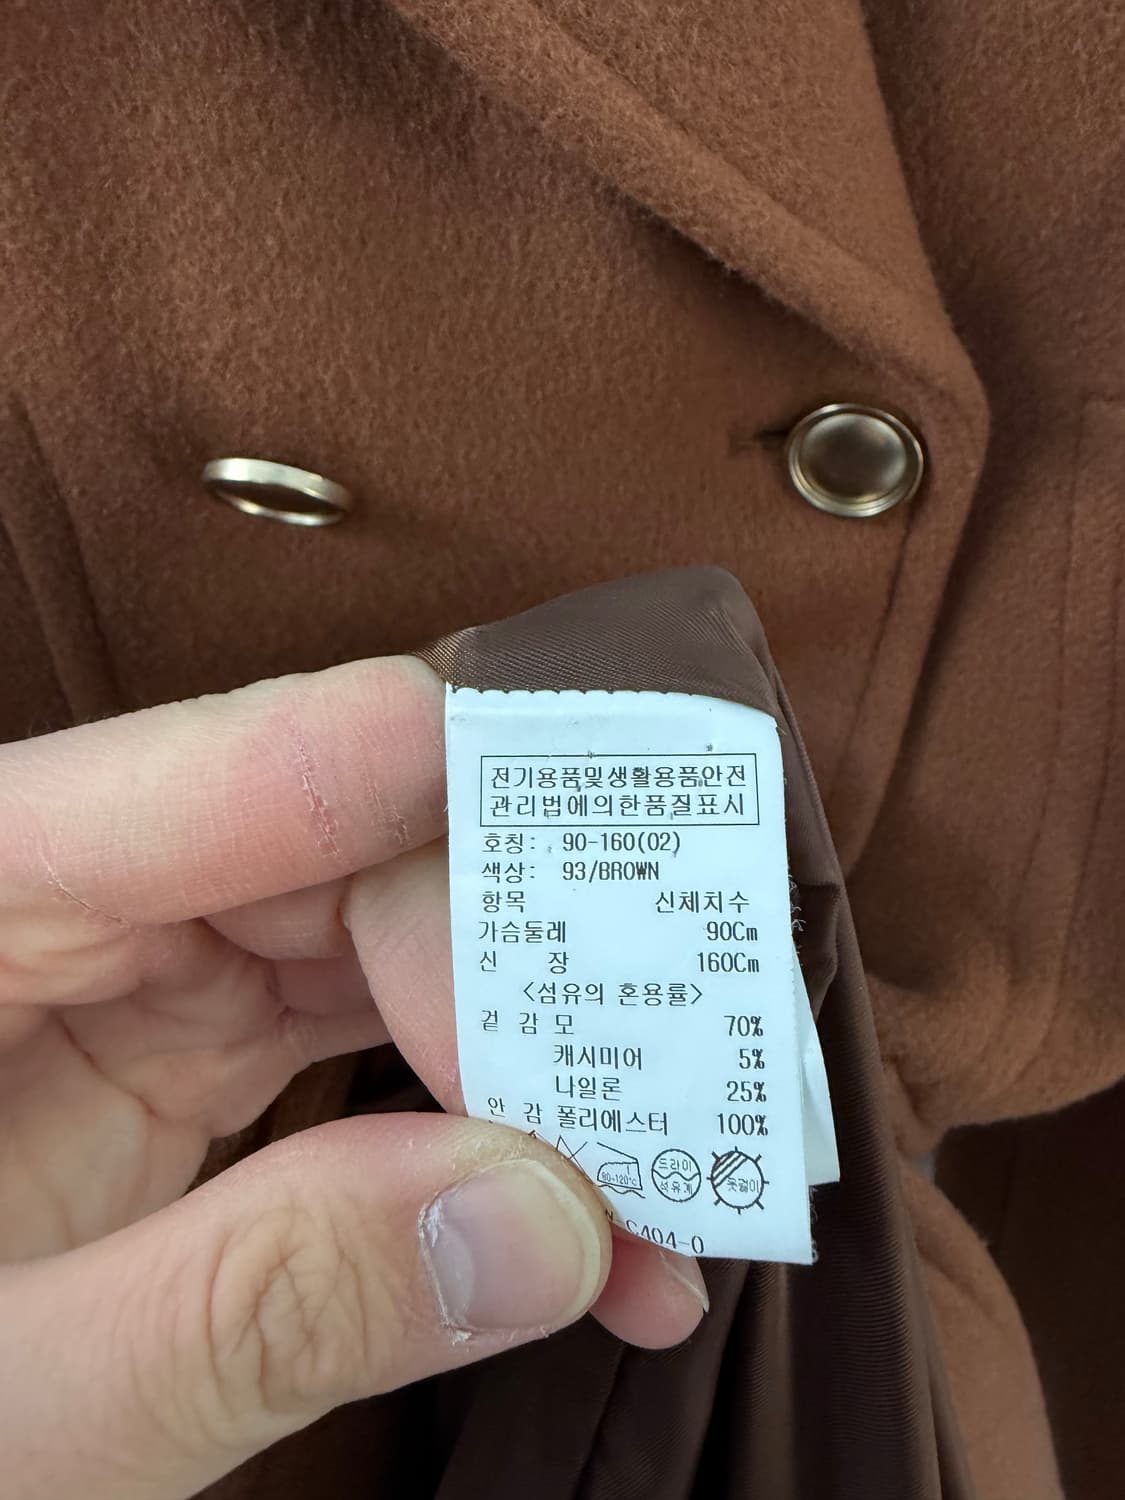 전기용품및생활용품안전
관리법에의한품질표시
호칭: 90-160(02)
색상: 93/BROWN
항목 신체치수
가슴둘레 90Cm
신 장 160Cm
<섬유의 혼용률>
겉 감 모 70%
캐시미어 5%
나일론 25%
안 감 폴리에스터 100%
80~120℃ 드라이 옷걸이
석유계
C404-0